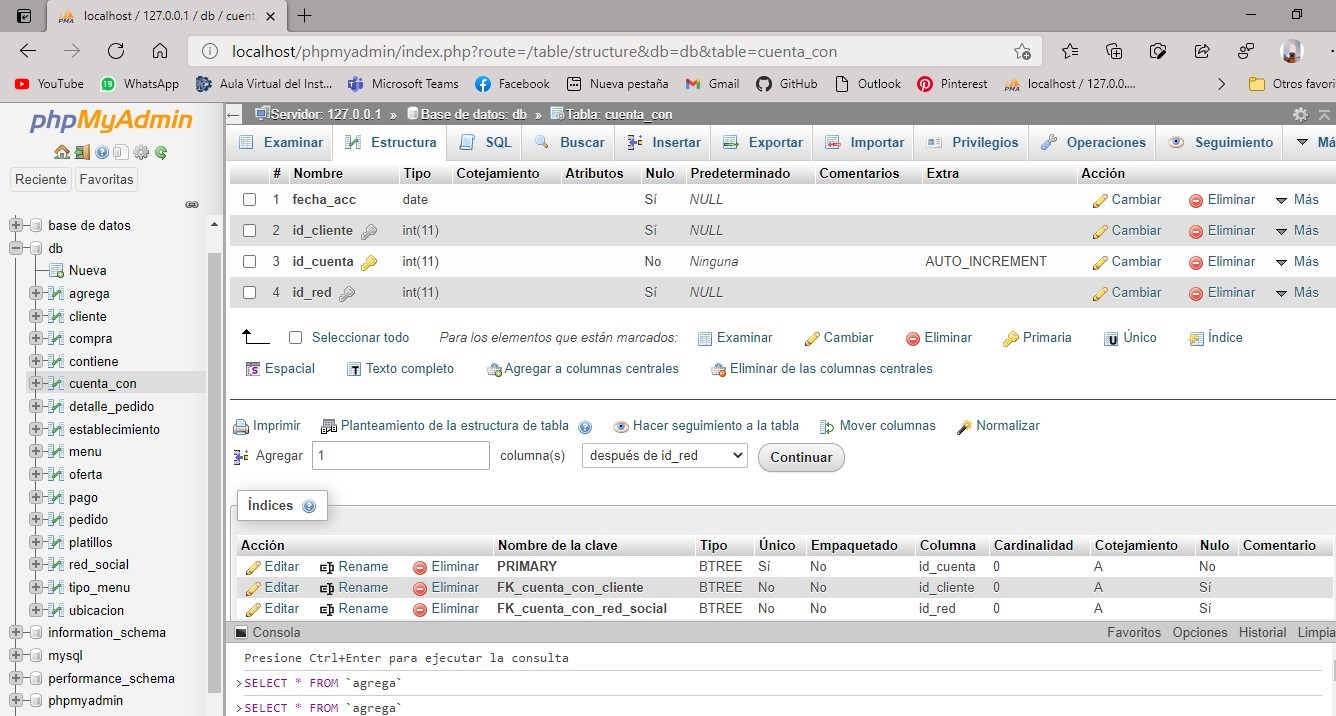 localhost / 127.0.0.1 / db / cuent
localhost/phpmyadmin/index.php?route=/table/structure&db=db&table=cuenta_con
YouTube WhatsApp Aula Virtual del Inst... Microsoft Teams Facebook Nueva pestaña Gmail GitHub Outlook Pinterest localhost / 127.0.0.... Otros favori
phpMyAdmin
Reciente Favoritas
base de datos
db
Nueva
agrega
cliente
compra
contiene
cuenta_con
detalle_pedido
establecimiento
menu
oferta
pago
pedido
platillos
red_social
tipo_menu
ubicacion
information_schema
mysql
performance_schema
phpmyadmin
Servidor: 127.0.0.1 » Base de datos: db » Tabla: cuenta_con
Examinar Estructura SQL Buscar Insertar Exportar Importar Privilegios Operaciones Seguimiento Má
# Nombre Tipo Cotejamiento Atributos Nulo Predeterminado Comentarios Extra Acción
1 fecha_acc date Sí NULL Cambiar Eliminar Más
2 id_cliente int(11) Sí NULL Cambiar Eliminar Más
3 id_cuenta int(11) No Ninguna AUTO_INCREMENT Cambiar Eliminar Más
4 id_red int(11) Sí NULL Cambiar Eliminar Más
Seleccionar todo Para los elementos que están marcados: Examinar Cambiar Eliminar Primaria Único Índice
Espacial Texto completo Agregar a columnas centrales Eliminar de las columnas centrales
Imprimir Planteamiento de la estructura de tabla Hacer seguimiento a la tabla Mover columnas Normalizar
Agregar 1 columna(s) después de id_red Continuar
Índices
Acción Nombre de la clave Tipo Único Empaquetado Columna Cardinalidad Cotejamiento Nulo Comentario
Editar Rename Eliminar PRIMARY BTREE Sí No id_cuenta 0 A No
Editar Rename Eliminar FK_cuenta_con_cliente BTREE No No id_cliente 0 A Sí
Editar Rename Eliminar FK_cuenta_con_red_social BTREE No No id_red 0 A Sí
Consola Favoritos Opciones Historial Limpia
Presione Ctrl+Enter para ejecutar la consulta
>SELECT * FROM `agrega`
>SELECT * FROM `agrega`